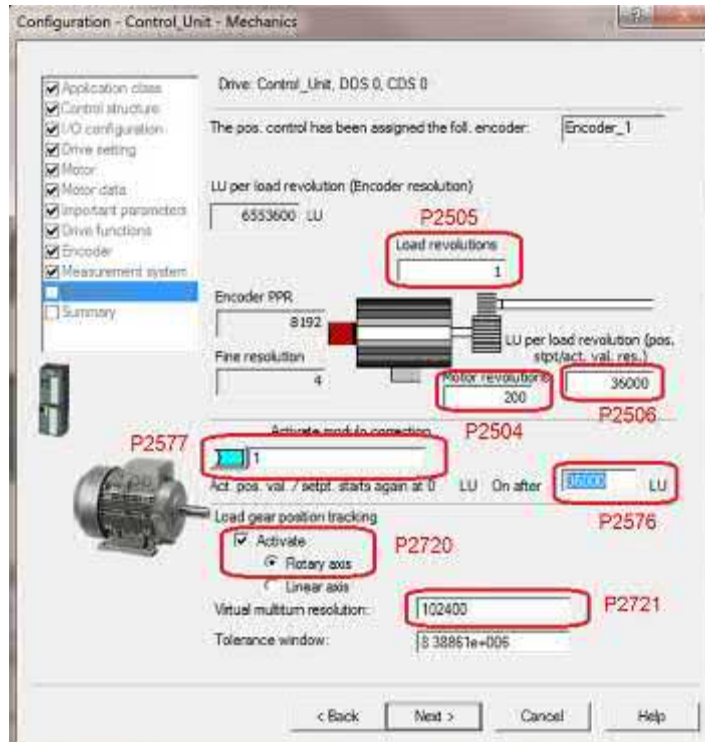 Configuration - Control_Unit - Mechanics
Application class
Control structure
I/O configuration
Drive setting
Motor
Motor data
Important parameters
Drive functions
Encoder
Measurement system
Summary
Drive: Control_Unit, DDS 0, CDS 0
The pos. control has been assigned the foll. encoder:
Encoder_1
LU per load revolution (Encoder resolution)
6553600 LU
P2505
Load revolutions
1
Encoder PPR
8192
Fine resolution
4
LU per load revolution (pos.
stpt/act. val. res.)
Motor revolutions
200
36000
P2504
P2506
Activate modulo correction
P2577
1
Act. pos. val. / setpt. starts again at 0 LU On after
36000
LU
P2576
Load gear position tracking
Activate
Rotary axis
Linear axis
P2720
Virtual multiturn resolution:
102400
P2721
Tolerance window:
8.38861e+006
< Back
Next >
Cancel
Help